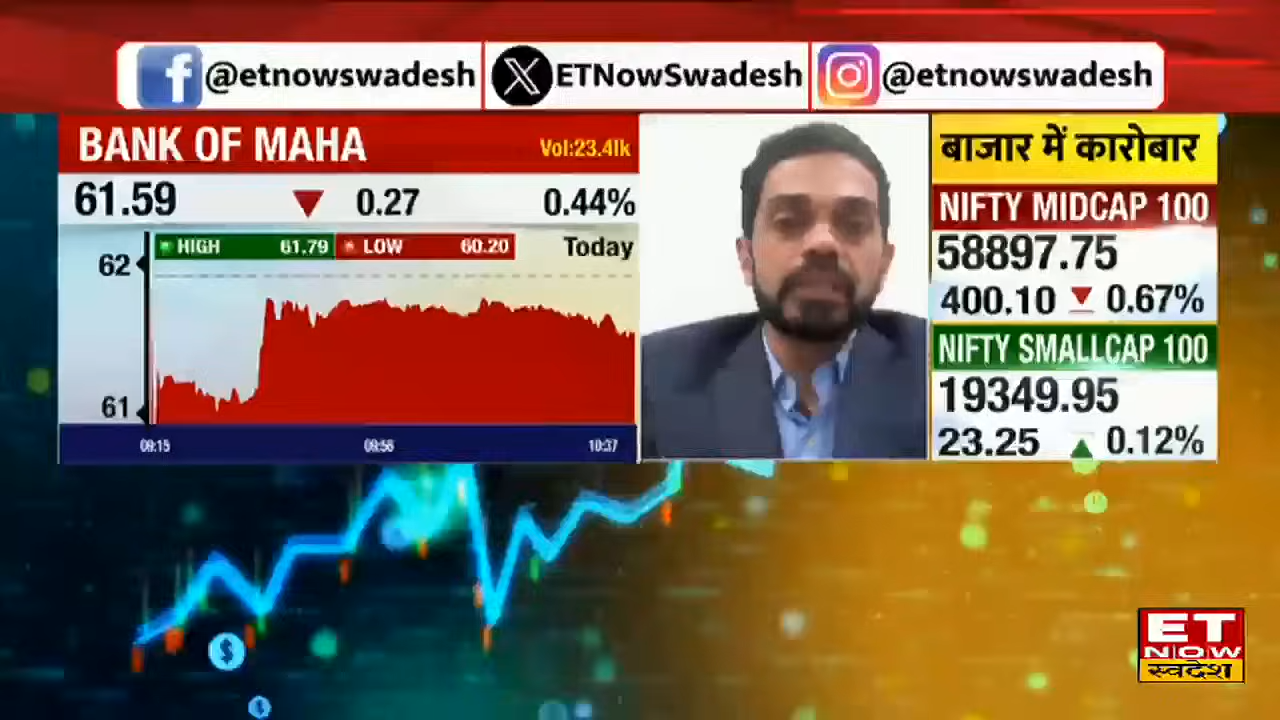 @etnowswadesh
ETNowSwadesh
@etnowswadesh
BANK OF MAHA
Vol:23.4lk
61.59 ▼ 0.27 0.44%
HIGH 61.79 LOW 60.20 Today
62
61
09:15 09:56 10:37
बाजार में कारोबार
NIFTY MIDCAP 100
58897.75
400.10 ▼ 0.67%
NIFTY SMALLCAP 100
19349.95
23.25 ▲ 0.12%
ET
NOW
स्वदेश